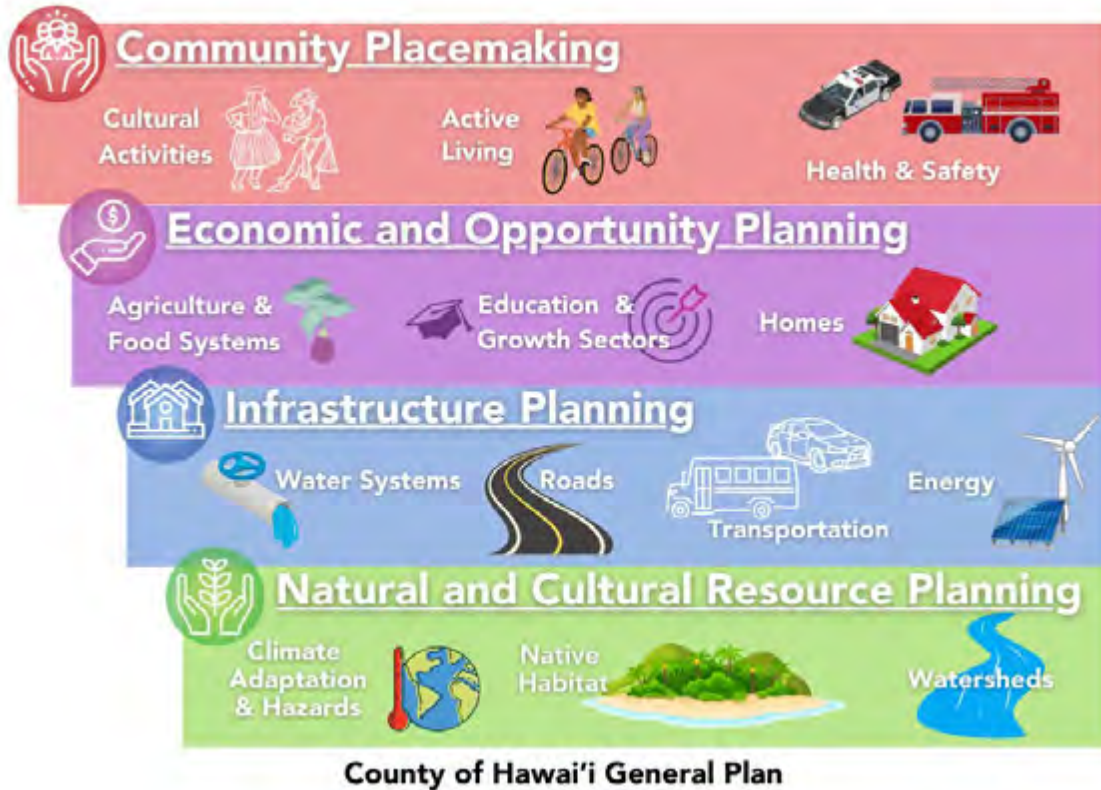 Community Placemaking
Cultural
Activities
Active
Living
Health & Safety
Economic and Opportunity Planning
Agriculture &
Food Systems
Education &
Growth Sectors
Homes
Infrastructure Planning
Water Systems
Roads
Transportation
Energy
Natural and Cultural Resource Planning
Climate
Adaptation
& Hazards
Native
Habitat
Watersheds
County of Hawai'i General Plan